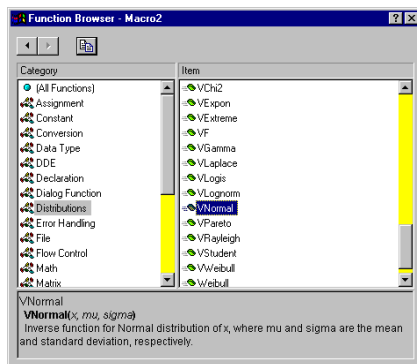 Function Browser - Macro2
Category
Item
(All Functions)
Assignment
Constant
Conversion
Data Type
DDE
Declaration
Dialog Function
Distributions
Error Handling
File
Flow Control
Math
Matrix
VChi2
VExpon
VExtreme
VF
VGamma
VLaplace
VLogis
VLognorm
VNormal
VPareto
VRayleigh
VStudent
VWeibull
Weibull
VNormal
VNormal(x, mu, sigma)
Inverse function for Normal distribution of x, where mu and sigma are the mean
and standard deviation, respectively.